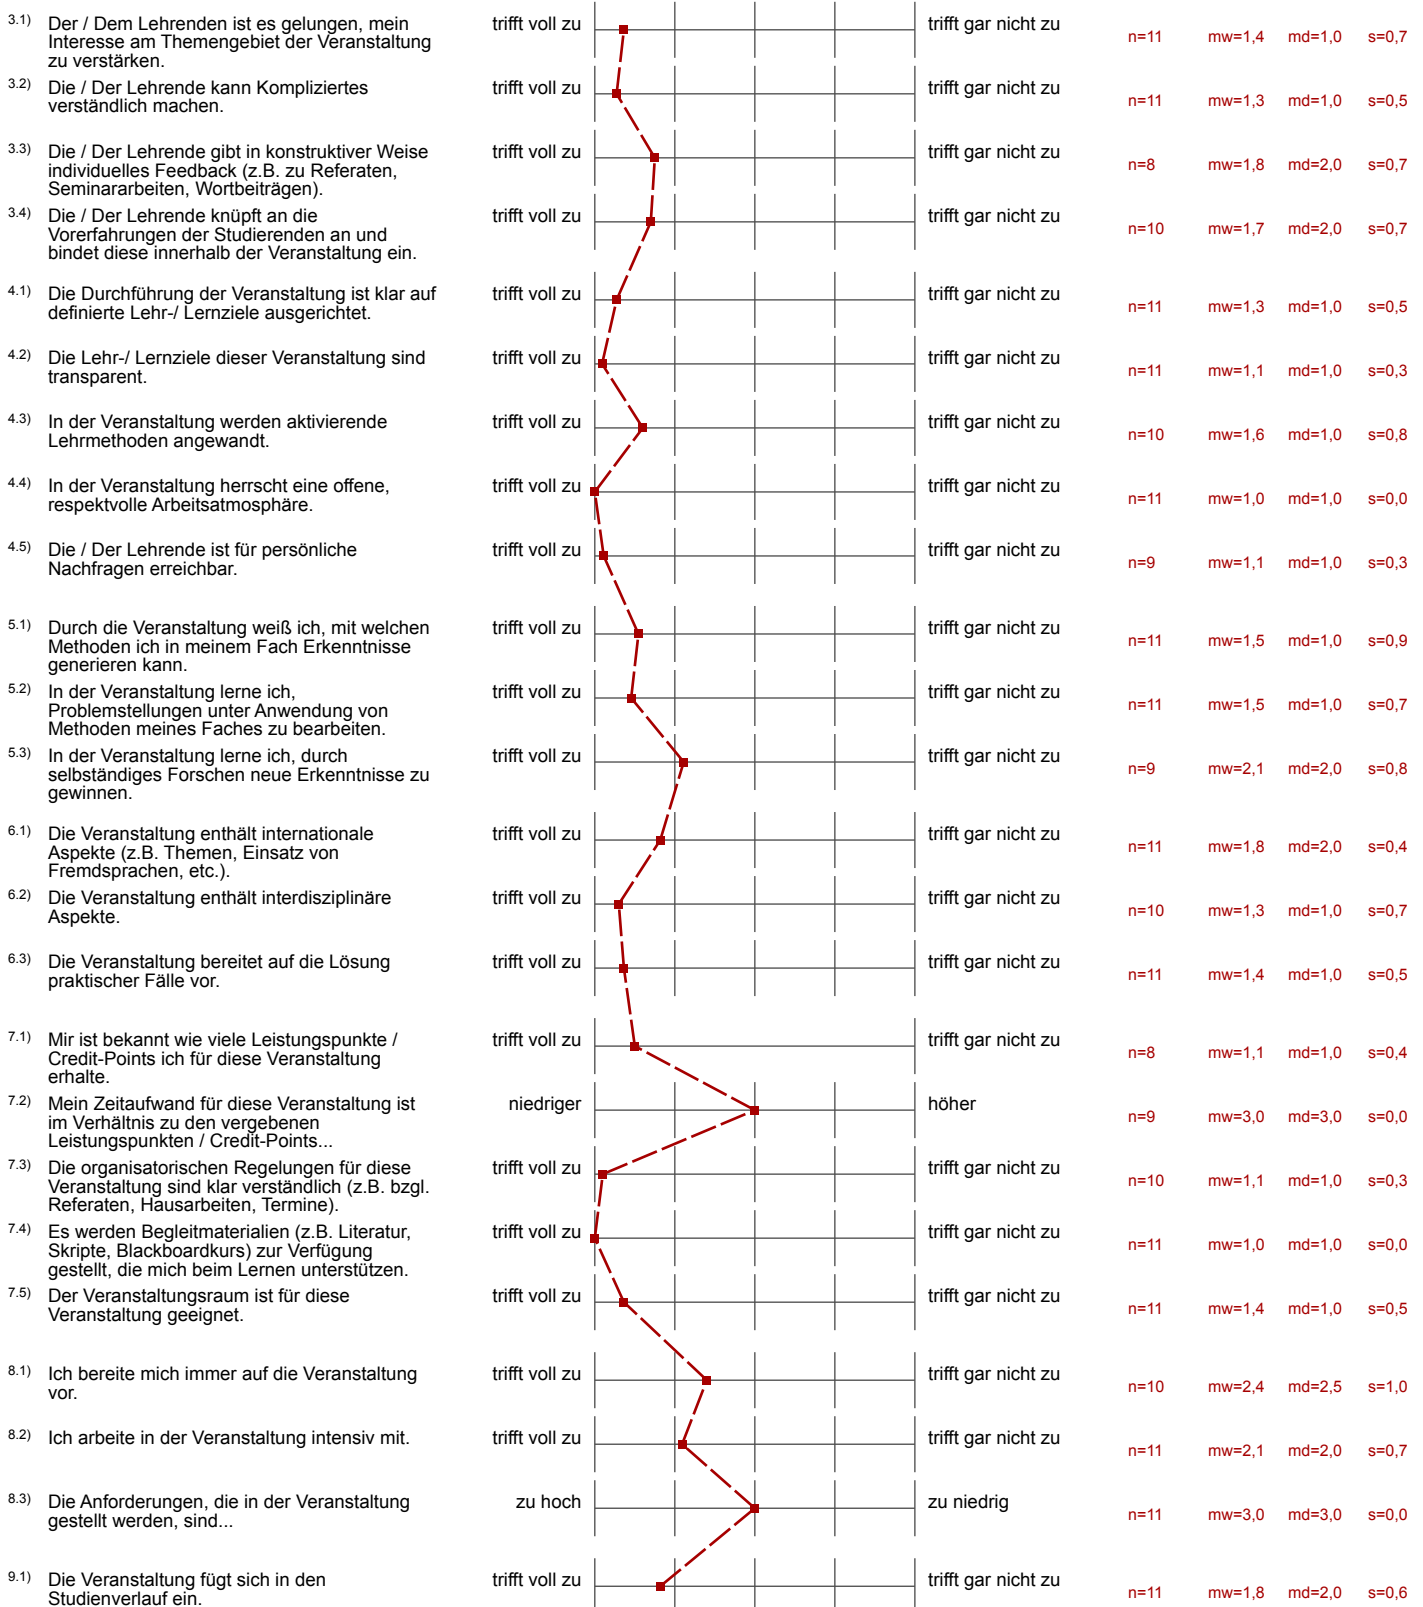 3.1) Der / Dem Lehrenden ist es gelungen, mein trifft voll zu trifft gar nicht zu
Interesse am Themengebiet der Veranstaltung n=11 mw=1,4 md=1,0 s=0,7
zu verstärken.
3.2) Die / Der Lehrende kann Kompliziertes trifft voll zu trifft gar nicht zu
verständlich machen. n=11 mw=1,3 md=1,0 s=0,5
3.3) Die / Der Lehrende gibt in konstruktiver Weise trifft voll zu trifft gar nicht zu
individuelles Feedback (z.B. zu Referaten, n=8 mw=1,8 md=2,0 s=0,7
Seminararbeiten, Wortbeiträgen).
3.4) Die / Der Lehrende knüpft an die trifft voll zu trifft gar nicht zu
Vorerfahrungen der Studierenden an und n=10 mw=1,7 md=2,0 s=0,7
bindet diese innerhalb der Veranstaltung ein.
4.1) Die Durchführung der Veranstaltung ist klar auf trifft voll zu trifft gar nicht zu
definierte Lehr-/ Lernziele ausgerichtet. n=11 mw=1,3 md=1,0 s=0,5
4.2) Die Lehr-/ Lernziele dieser Veranstaltung sind trifft voll zu trifft gar nicht zu
transparent. n=11 mw=1,1 md=1,0 s=0,3
4.3) In der Veranstaltung werden aktivierende trifft voll zu trifft gar nicht zu
Lehrmethoden angewandt. n=10 mw=1,6 md=1,0 s=0,8
4.4) In der Veranstaltung herrscht eine offene, trifft voll zu trifft gar nicht zu
respektvolle Arbeitsatmosphäre. n=11 mw=1,0 md=1,0 s=0,0
4.5) Die / Der Lehrende ist für persönliche trifft voll zu trifft gar nicht zu
Nachfragen erreichbar. n=9 mw=1,1 md=1,0 s=0,3
5.1) Durch die Veranstaltung weiß ich, mit welchen trifft voll zu trifft gar nicht zu
Methoden ich in meinem Fach Erkenntnisse n=11 mw=1,5 md=1,0 s=0,9
generieren kann.
5.2) In der Veranstaltung lerne ich, trifft voll zu trifft gar nicht zu
Problemstellungen unter Anwendung von n=11 mw=1,5 md=1,0 s=0,7
Methoden meines Faches zu bearbeiten.
5.3) In der Veranstaltung lerne ich, durch trifft voll zu trifft gar nicht zu
selbständiges Forschen neue Erkenntnisse zu n=9 mw=2,1 md=2,0 s=0,8
gewinnen.
6.1) Die Veranstaltung enthält internationale trifft voll zu trifft gar nicht zu
Aspekte (z.B. Themen, Einsatz von n=11 mw=1,8 md=2,0 s=0,4
Fremdsprachen, etc.).
6.2) Die Veranstaltung enthält interdisziplinäre trifft voll zu trifft gar nicht zu
Aspekte. n=10 mw=1,3 md=1,0 s=0,7
6.3) Die Veranstaltung bereitet auf die Lösung trifft voll zu trifft gar nicht zu
praktischer Fälle vor. n=11 mw=1,4 md=1,0 s=0,5
7.1) Mir ist bekannt wie viele Leistungspunkte / trifft voll zu trifft gar nicht zu
Credit-Points ich für diese Veranstaltung n=8 mw=1,1 md=1,0 s=0,4
erhalte.
7.2) Mein Zeitaufwand für diese Veranstaltung ist niedriger höher
im Verhältnis zu den vergebenen n=9 mw=3,0 md=3,0 s=0,0
Leistungspunkten / Credit-Points...
7.3) Die organisatorischen Regelungen für diese trifft voll zu trifft gar nicht zu
Veranstaltung sind klar verständlich (z.B. bzgl. n=10 mw=1,1 md=1,0 s=0,3
Referaten, Hausarbeiten, Termine).
7.4) Es werden Begleitmaterialien (z.B. Literatur, trifft voll zu trifft gar nicht zu
Skripte, Blackboardkurs) zur Verfügung n=11 mw=1,0 md=1,0 s=0,0
gestellt, die mich beim Lernen unterstützen.
7.5) Der Veranstaltungsraum ist für diese trifft voll zu trifft gar nicht zu
Veranstaltung geeignet. n=11 mw=1,4 md=1,0 s=0,5
8.1) Ich bereite mich immer auf die Veranstaltung trifft voll zu trifft gar nicht zu
vor. n=10 mw=2,4 md=2,5 s=1,0
8.2) Ich arbeite in der Veranstaltung intensiv mit. trifft voll zu trifft gar nicht zu
n=11 mw=2,1 md=2,0 s=0,7
8.3) Die Anforderungen, die in der Veranstaltung zu hoch zu niedrig
gestellt werden, sind... n=11 mw=3,0 md=3,0 s=0,0
9.1) Die Veranstaltung fügt sich in den trifft voll zu trifft gar nicht zu
Studienverlauf ein. n=11 mw=1,8 md=2,0 s=0,6